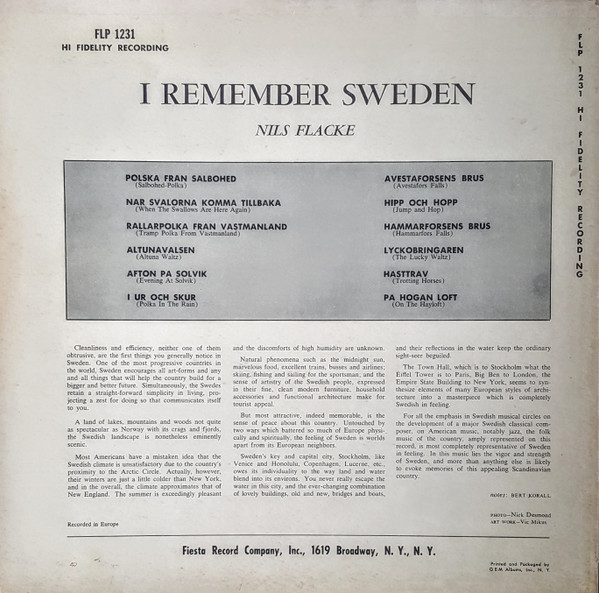 FLP 1231
HI FIDELITY RECORDING
FLP 1231 HI FIDELITY RECORDING
I REMEMBER SWEDEN
NILS FLACKE
POLSKA FRAN SALBOHED
(Salbohed-Polka)
NAR SVALORNA KOMMA TILLBAKA
(When The Swallows Are Here Again)
RALLARPOLKA FRAN VASTMANLAND
(Tramp Polka From Vastmanland)
ALTUNAVALSEN
(Altuna Waltz)
AFTON PA SOLVIK
(Evening At Solvik)
I UR OCH SKUR
(Polka In The Rain)
AVESTAFORSENS BRUS
(Avestafors Falls)
HIPP OCH HOPP
(Jump and Hop)
HAMMARFORSENS BRUS
(Hammarfors Falls)
LYCKOBRINGAREN
(The Lucky Waltz)
HASTTRAV
(Trotting Horses)
PA HOGAN LOFT
(On The Hayloft)
Cleanliness and efficiency, neither one of them
obtrusive, are the first things you generally notice in
Sweden. One of the most progressive countries in
the world, Sweden encourages all art-forms and any
and all things that will help the country build for a
bigger and better future. Simultaneously, the Swedes
retain a straight-forward simplicity in living, pro-
jecting a zest for doing so that communicates itself
to you.
A land of lakes, mountains and woods not quite
as spectacular as Norway with its crags and fjords,
the Swedish landscape is nonetheless eminently
scenic.
Most Americans have a mistaken idea that the
Swedish climate is unsatisfactory due to the country's
proximity to the Arctic Circle. Actually, however,
their winters are just a little colder than New York,
and in the overall, the climate approximates that of
New England. The summer is exceedingly pleasant
and the discomforts of high humidity are unknown.
Natural phenomena such as the midnight sun,
marvelous food, excellent trains, busses and airlines;
skiing, fishing and sailing for the sportsman, and the
sense of artistry of the Swedish people, expressed
in their fine, clean modern furniture, household
accessories and functional architecture make for
tourist appeal.
But most attractive, indeed memorable, is the
sense of peace about this country. Untouched by
two ways which battered so much of Europe physi-
cally and spiritually, the feeling of Sweden is worlds
apart from its European neighbors.
Sweden's key and capital city, Stockholm, like
Venice and Honolulu, Copenhagen, Lucerne, etc.,
owes its individuality to the way land and water
blend into its environs. You never really escape the
water in this city, and the ever-changing combination
of lovely buildings, old and new, bridges and boats,
and their reflections in the water keep the ordinary
sight-seer beguiled.
The Town Hall, which is to Stockholm what the
Eiffel Tower is to Paris, Big Ben to London, the
Empire State Building to New York, seems to syn-
thesize elements of many European styles of archi-
tecture into a masterpiece which is completely
Swedish in feeling.
For all the emphasis in Swedish musical circles on
the development of a major Swedish classical com-
poser, on American music, notably jazz, the folk
music of the country, amply represented on this
record, is most completely representative of Sweden
in feeling. In this music lies the vigor and strength
of Sweden, and more than anything else is likely
to evoke memories of this appealing Scandinavian
country.
notes: BERT KORALL
PHOTO—Nick Desmond
ART WORK—Vic Mikus
Recorded in Europe
Fiesta Record Company, Inc., 1619 Broadway, N. Y., N. Y.
Printed and Packaged by
GEM Albums, Inc., N. Y.